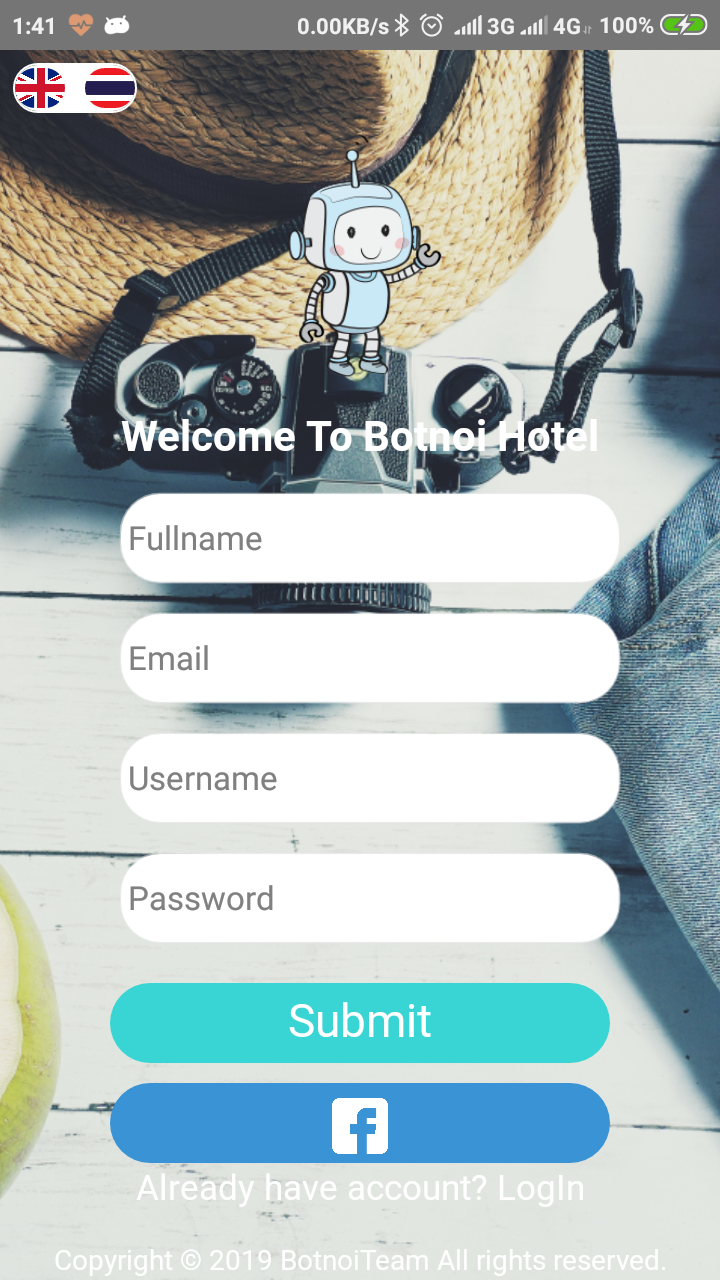 1:41 0.00KB/s 3G 4G 100%
Welcome To Botnoi Hotel
Fullname
Email
Username
Password
Submit
Already have account? LogIn
Copyright © 2019 BotnoiTeam All rights reserved.